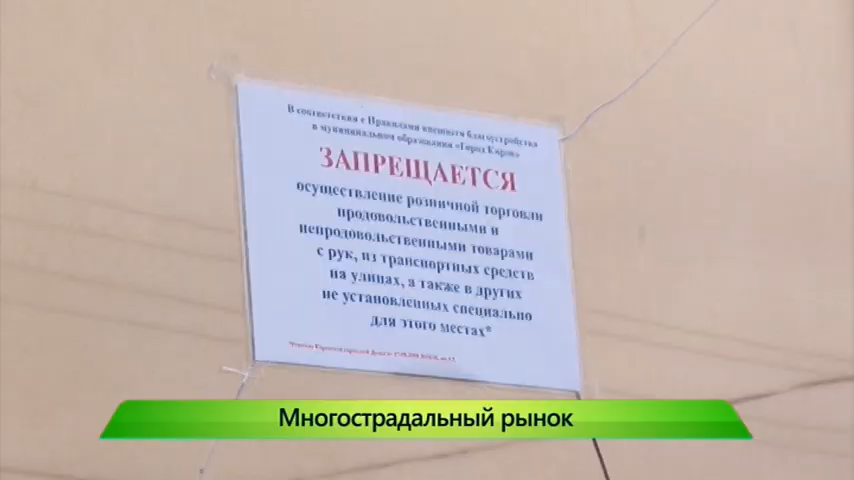 В соответствии с Правилами внешнего благоустройства
в муниципальном образовании «Город Киров»
ЗАПРЕЩАЕТСЯ
осуществление розничной торговли
продовольственными и
непродовольственными товарами
с рук, из транспортных средств
на улицах, а также в других
не установленных специально
для этого местах*
Многострадальный рынок